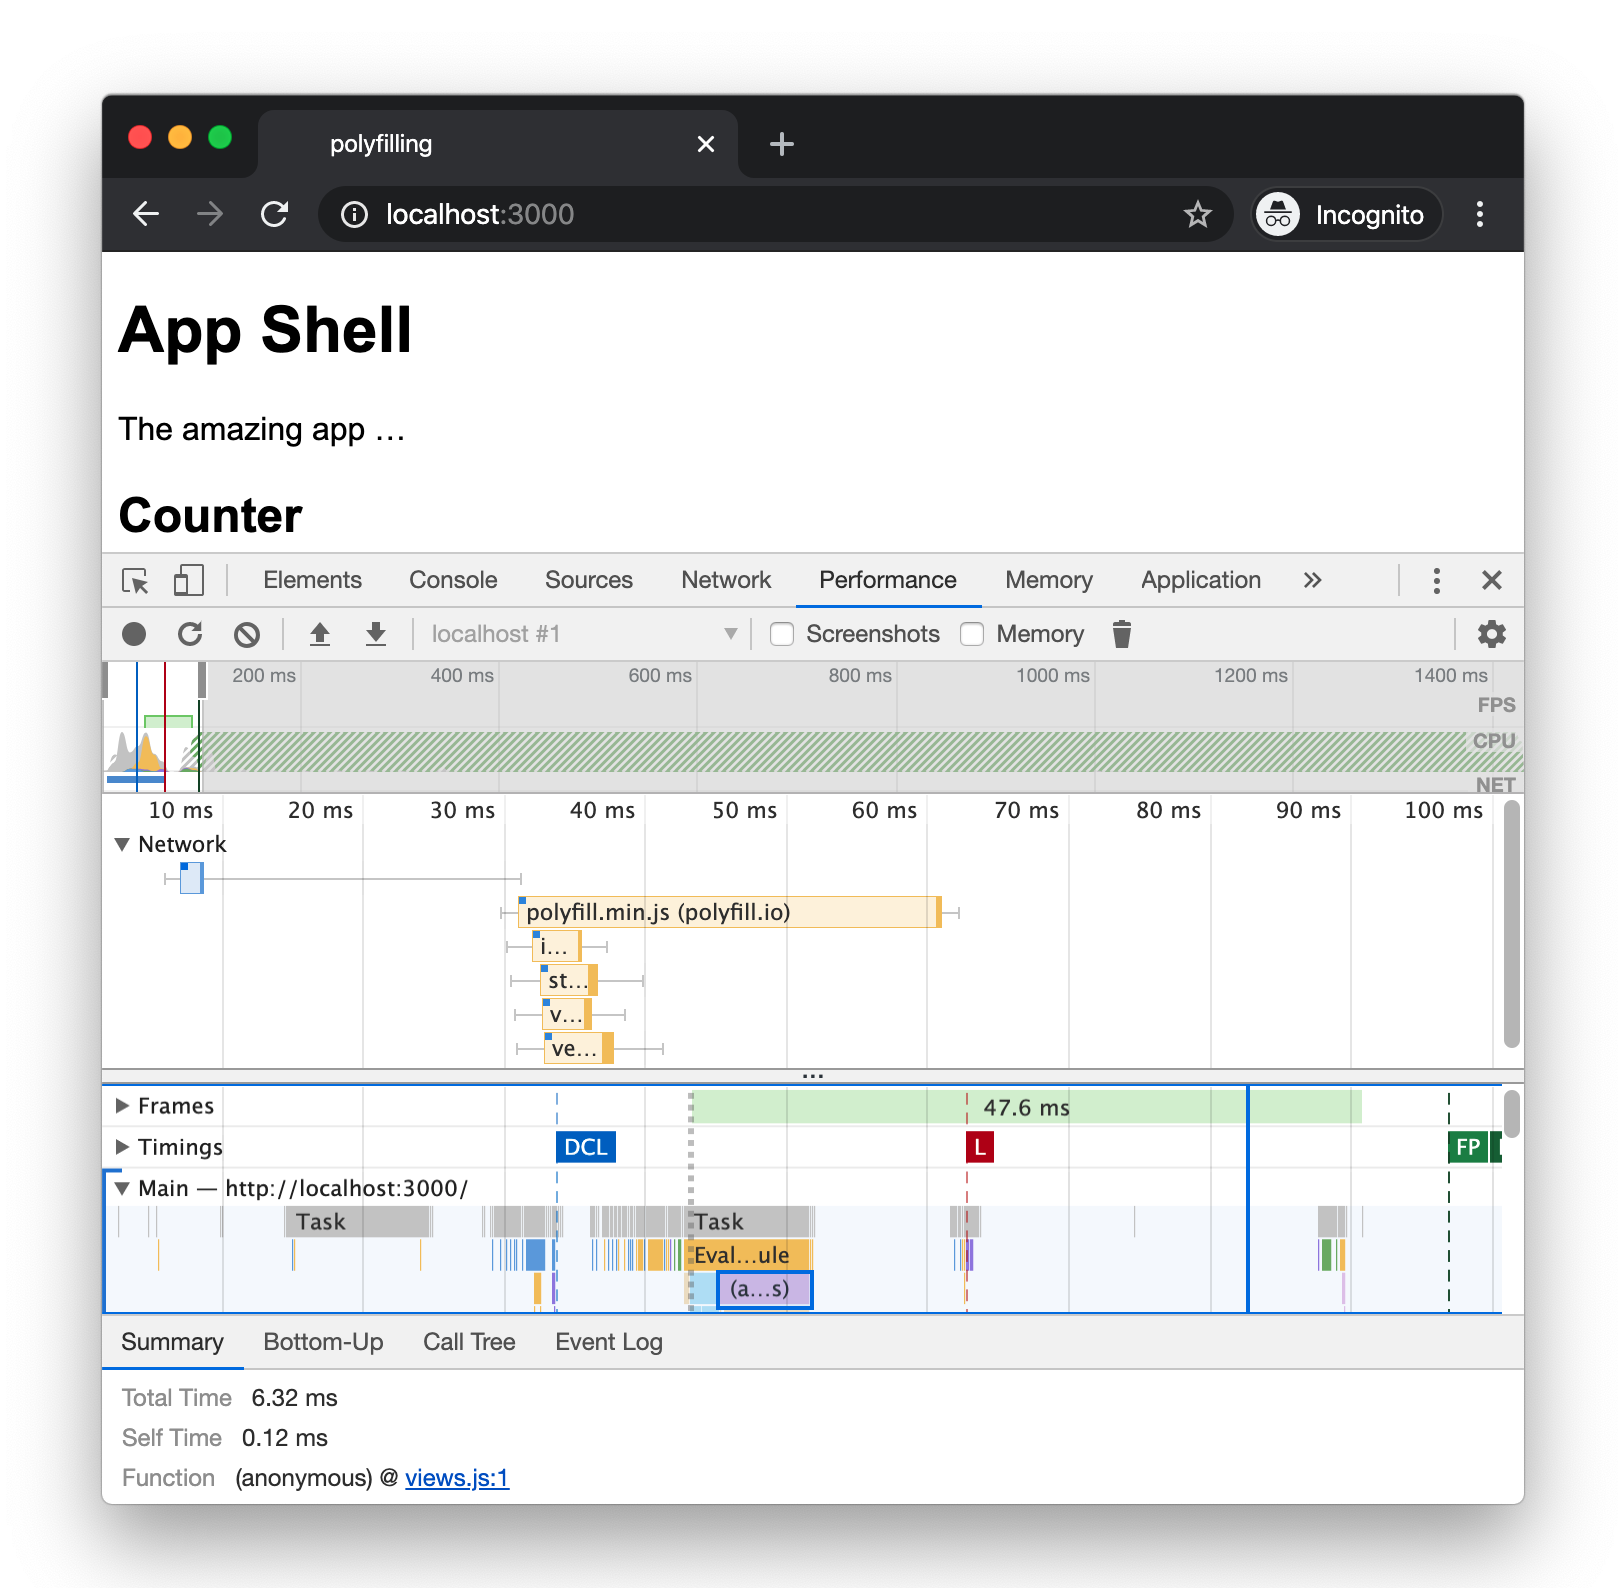 polyfilling
localhost:3000
Incognito
App Shell
The amazing app …
Counter
Elements Console Sources Network Performance Memory Application
localhost #1 Screenshots Memory
200 ms 400 ms 600 ms 800 ms 1000 ms 1200 ms 1400 ms
FPS
CPU
NET
10 ms 20 ms 30 ms 40 ms 50 ms 60 ms 70 ms 80 ms 90 ms 100 ms
Network
polyfill.min.js (polyfill.io)
i…
st…
v…
ve…
Frames 47.6 ms
Timings DCL L FP
Main — http://localhost:3000/
Task Task
Eval…ule
(a…s)
Summary Bottom-Up Call Tree Event Log
Total Time 6.32 ms
Self Time 0.12 ms
Function (anonymous) @ views.js:1